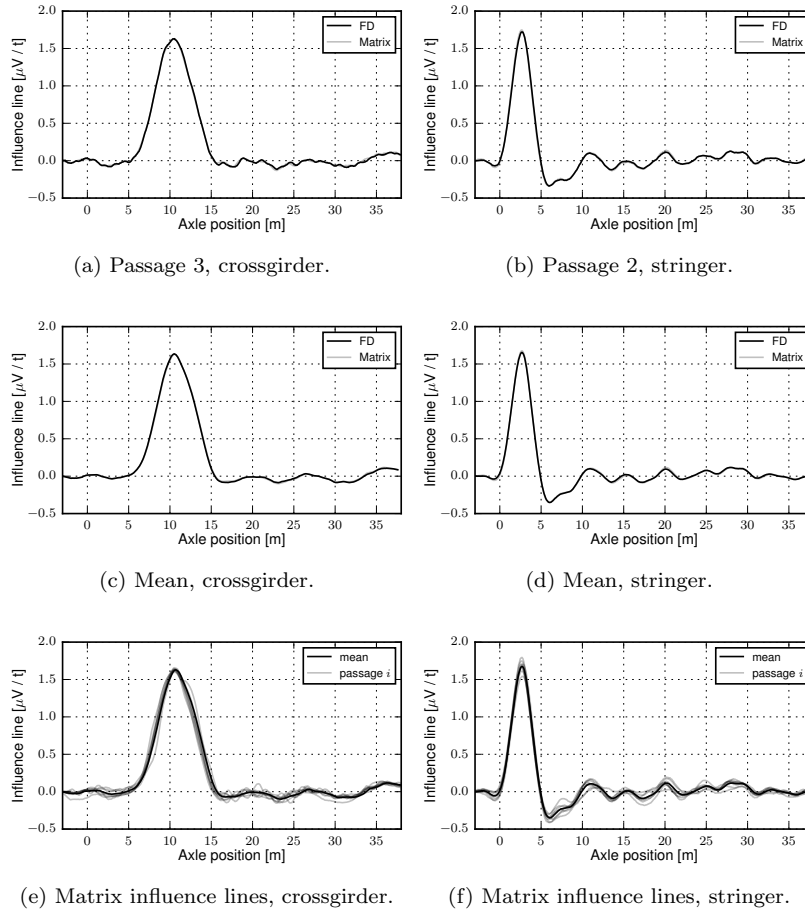 2.0
1.5
1.0
0.5
0.0
−0.5
Influence line [μV / t]
0 5 10 15 20 25 30 35
Axle position [m]
FD
Matrix
(a) Passage 3, crossgirder.
2.0
1.5
1.0
0.5
0.0
−0.5
Influence line [μV / t]
0 5 10 15 20 25 30 35
Axle position [m]
FD
Matrix
(b) Passage 2, stringer.
2.0
1.5
1.0
0.5
0.0
−0.5
Influence line [μV / t]
0 5 10 15 20 25 30 35
Axle position [m]
FD
Matrix
(c) Mean, crossgirder.
2.0
1.5
1.0
0.5
0.0
−0.5
Influence line [μV / t]
0 5 10 15 20 25 30 35
Axle position [m]
FD
Matrix
(d) Mean, stringer.
2.0
1.5
1.0
0.5
0.0
−0.5
Influence line [μV / t]
0 5 10 15 20 25 30 35
Axle position [m]
mean
passage i
(e) Matrix influence lines, crossgirder.
2.0
1.5
1.0
0.5
0.0
−0.5
Influence line [μV / t]
0 5 10 15 20 25 30 35
Axle position [m]
mean
passage i
(f) Matrix influence lines, stringer.